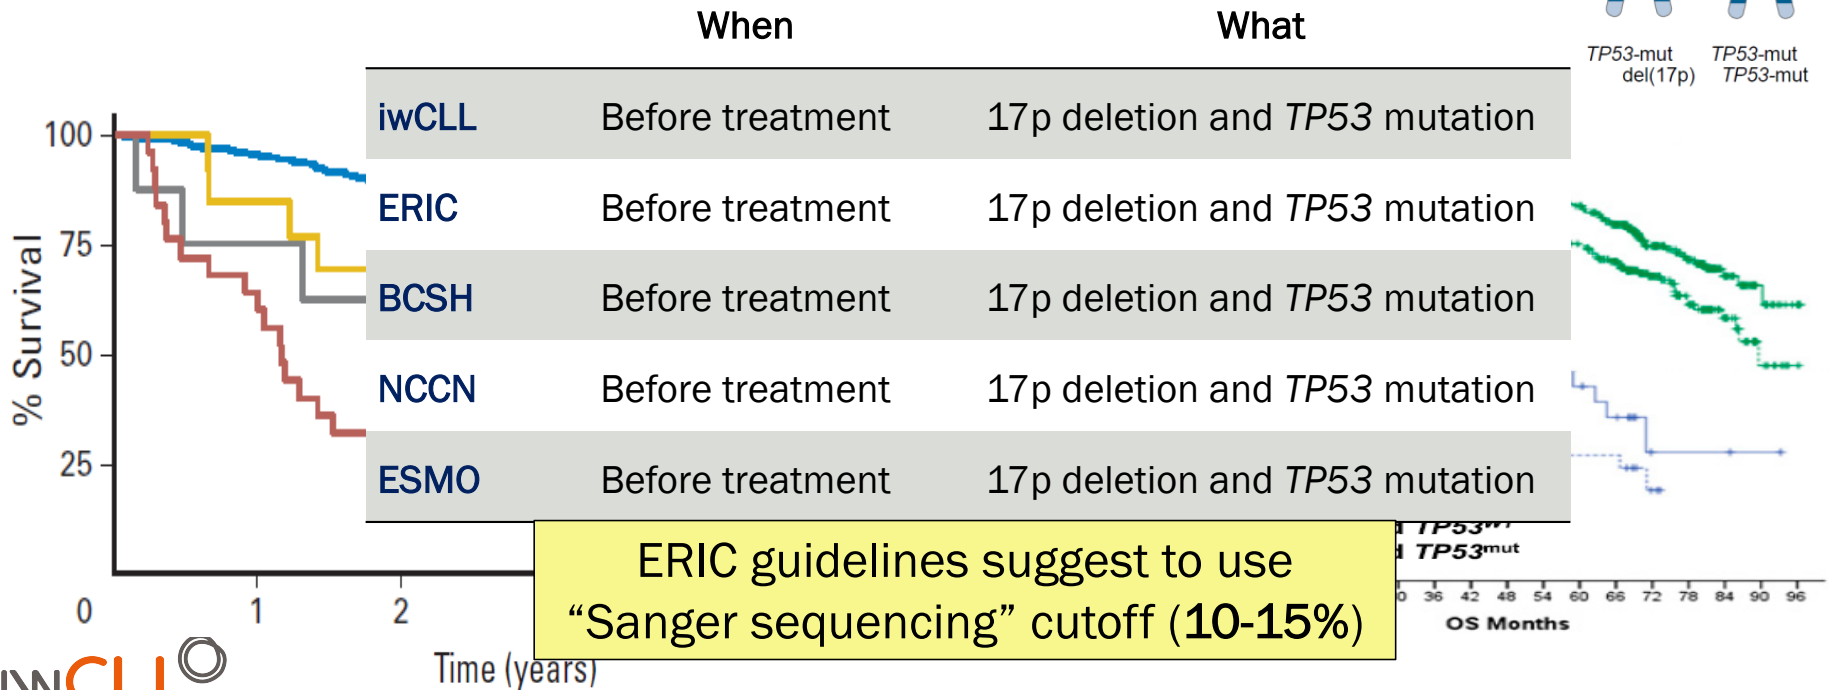 When What
iwCLL Before treatment 17p deletion and TP53 mutation
ERIC Before treatment 17p deletion and TP53 mutation
BCSH Before treatment 17p deletion and TP53 mutation
NCCN Before treatment 17p deletion and TP53 mutation
ESMO Before treatment 17p deletion and TP53 mutation
ERIC guidelines suggest to use
“Sanger sequencing” cutoff (10-15%)
% Survival
100
75
50
25
0 1 2
Time (years)
TP53-mut TP53-mut
del(17p) TP53-mut
TP53ᵐᵘᵗ
36 42 48 54 60 66 72 78 84 90 96
OS Months